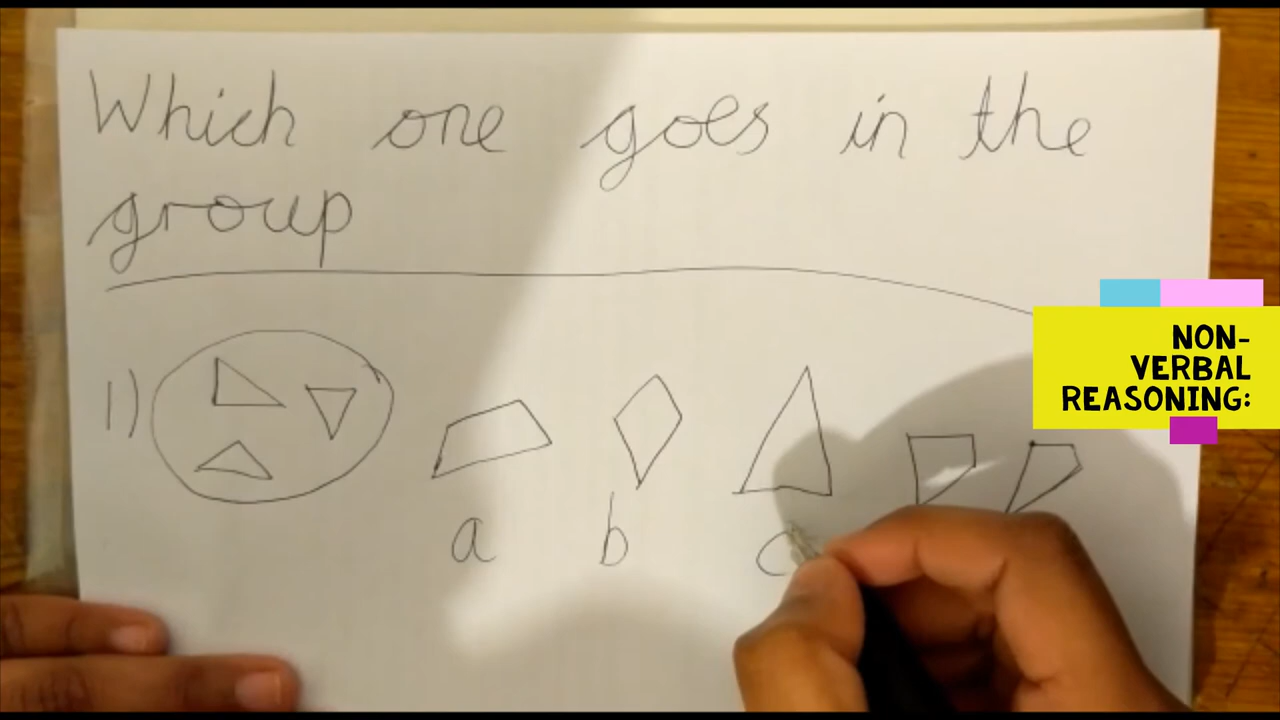 Which one goes in the
group
NON-
VERBAL
REASONING:
1)
a b c